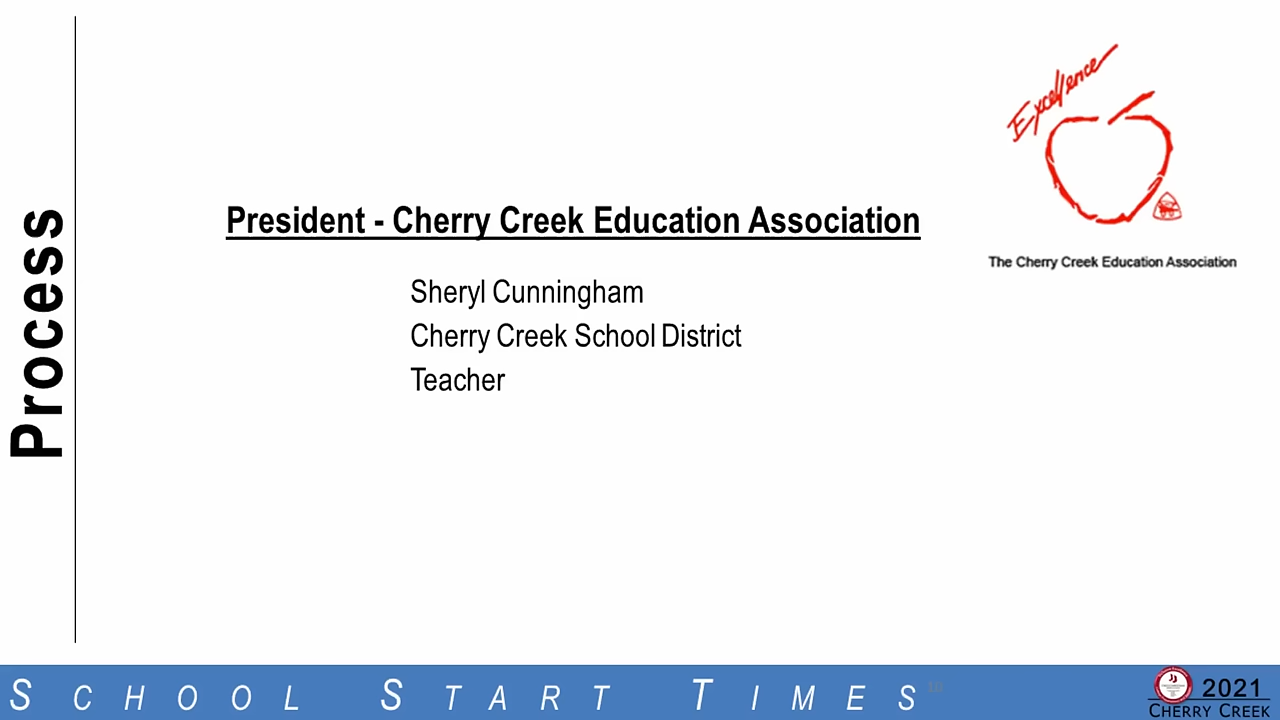 Process
Excellence
The Cherry Creek Education Association
President - Cherry Creek Education Association
Sheryl Cunningham
Cherry Creek School District
Teacher
SCHOOL START TIMES
2021
CHERRY CREEK